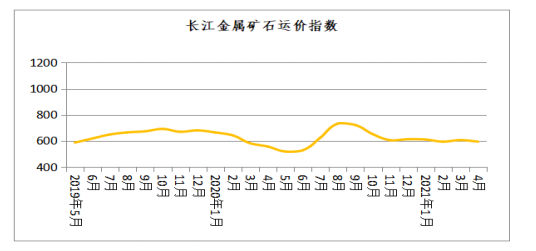 长江金属矿石运价指数
1200
1000
800
600
400
2019年5月
6月
7月
8月
9月
10月
11月
12月
2020年1月
2月
3月
4月
5月
6月
7月
8月
9月
10月
11月
12月
2021年1月
2月
3月
4月